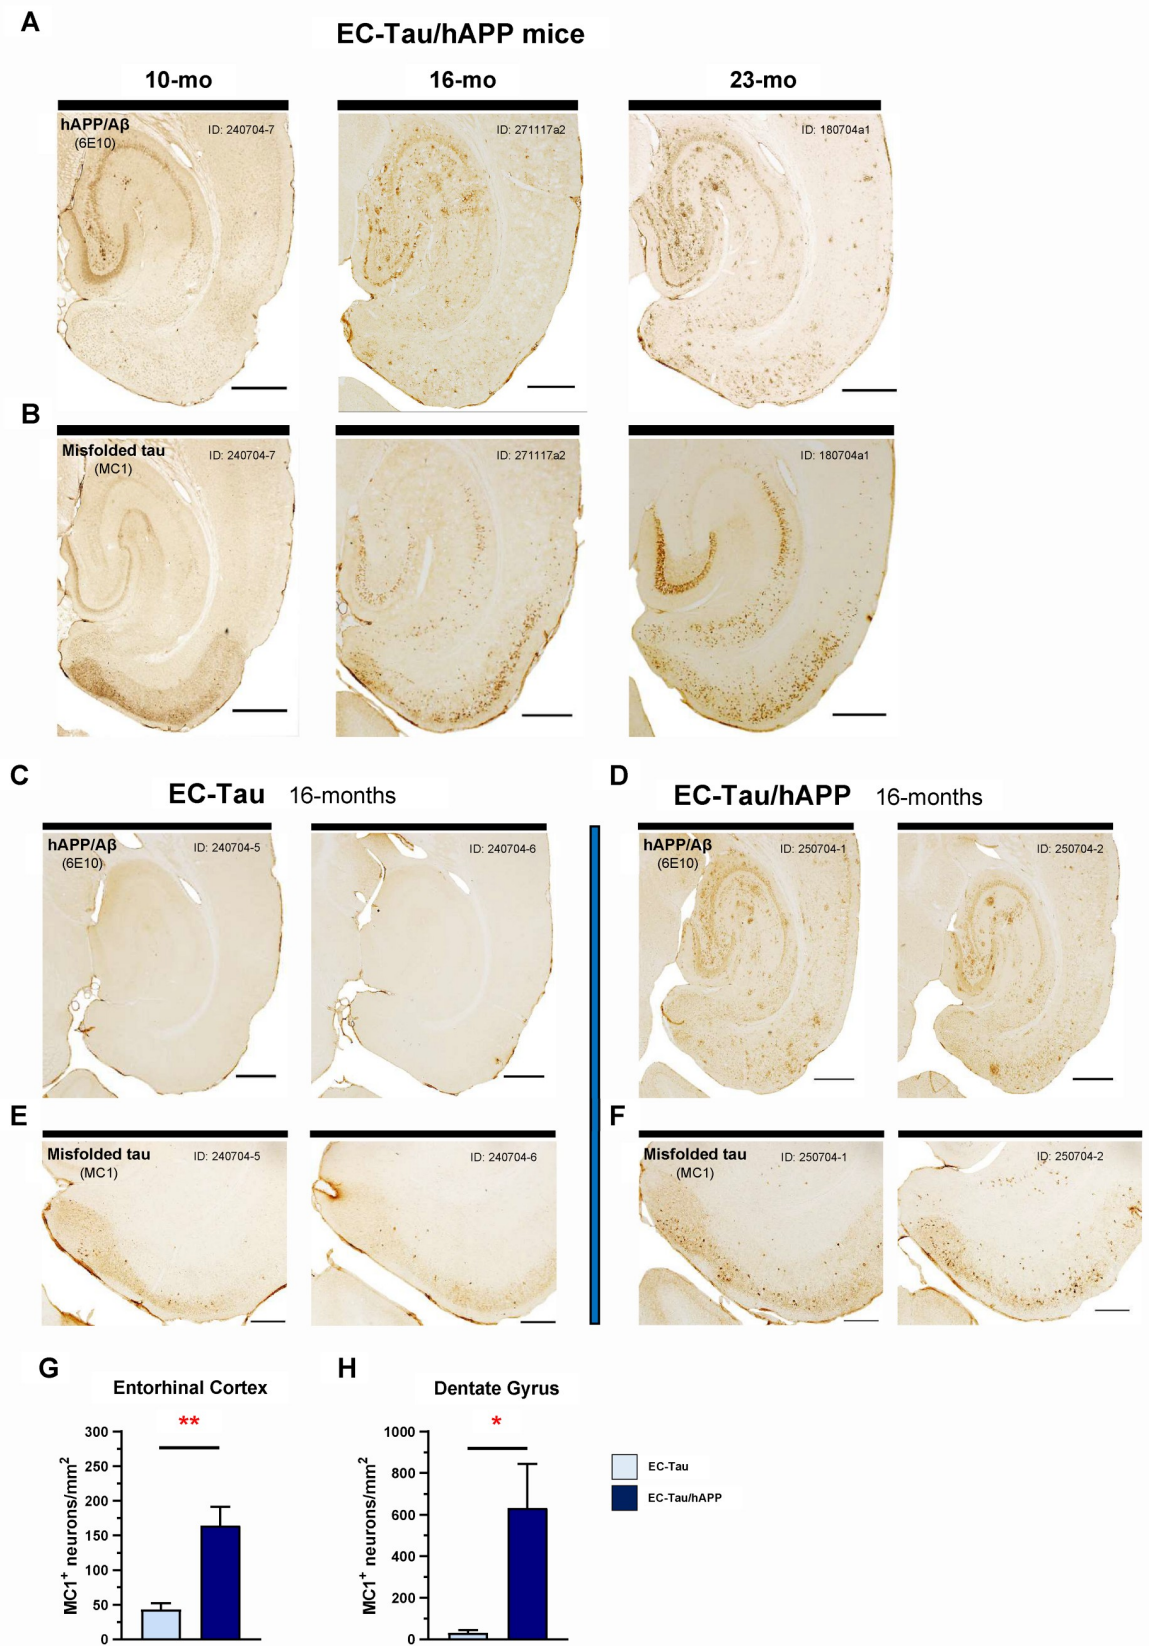 A
EC-Tau/hAPP mice
10-mo
16-mo
23-mo
hAPP/Aβ
(6E10)
ID: 240704-7
ID: 271117a2
ID: 180704a1
B
Misfolded tau
(MC1)
ID: 240704-7
ID: 271117a2
ID: 180704a1
C
EC-Tau 16-months
D
EC-Tau/hAPP 16-months
hAPP/Aβ
(6E10)
ID: 240704-5
ID: 240704-6
hAPP/Aβ
(6E10)
ID: 250704-1
ID: 250704-2
E
Misfolded tau
(MC1)
ID: 240704-5
ID: 240704-6
F
Misfolded tau
(MC1)
ID: 250704-1
ID: 250704-2
G
Entorhinal Cortex
**
300
250
200
150
100
50
0
MC1+ neurons/mm2
H
Dentate Gyrus
*
1000
800
600
400
200
0
MC1+ neurons/mm2
EC-Tau
EC-Tau/hAPP